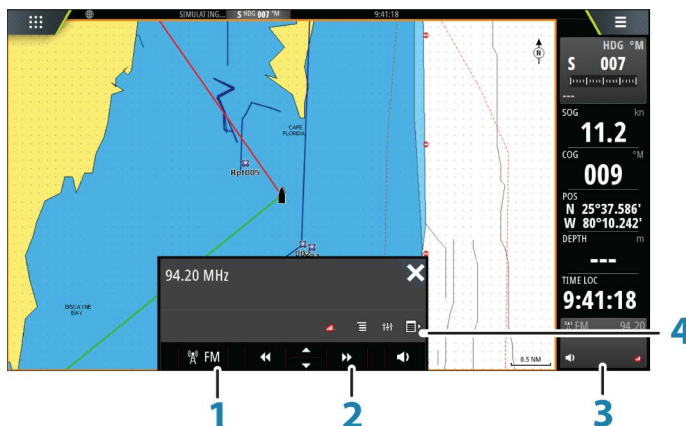 SIMULATING... S HDG 007 °M 9:41:18
HDG °M
S 007
---
SOG kn
11.2
COG °M
009
POS
N 25°37.586'
W 80°10.242'
DEPTH m
---
TIME LOC
9:41:18
FM 94.20
N
CAPE
FLORIDA
Rpt005
BISCAYNE
BAY
94.20 MHz
FM
0.5 NM
1
2
3
4